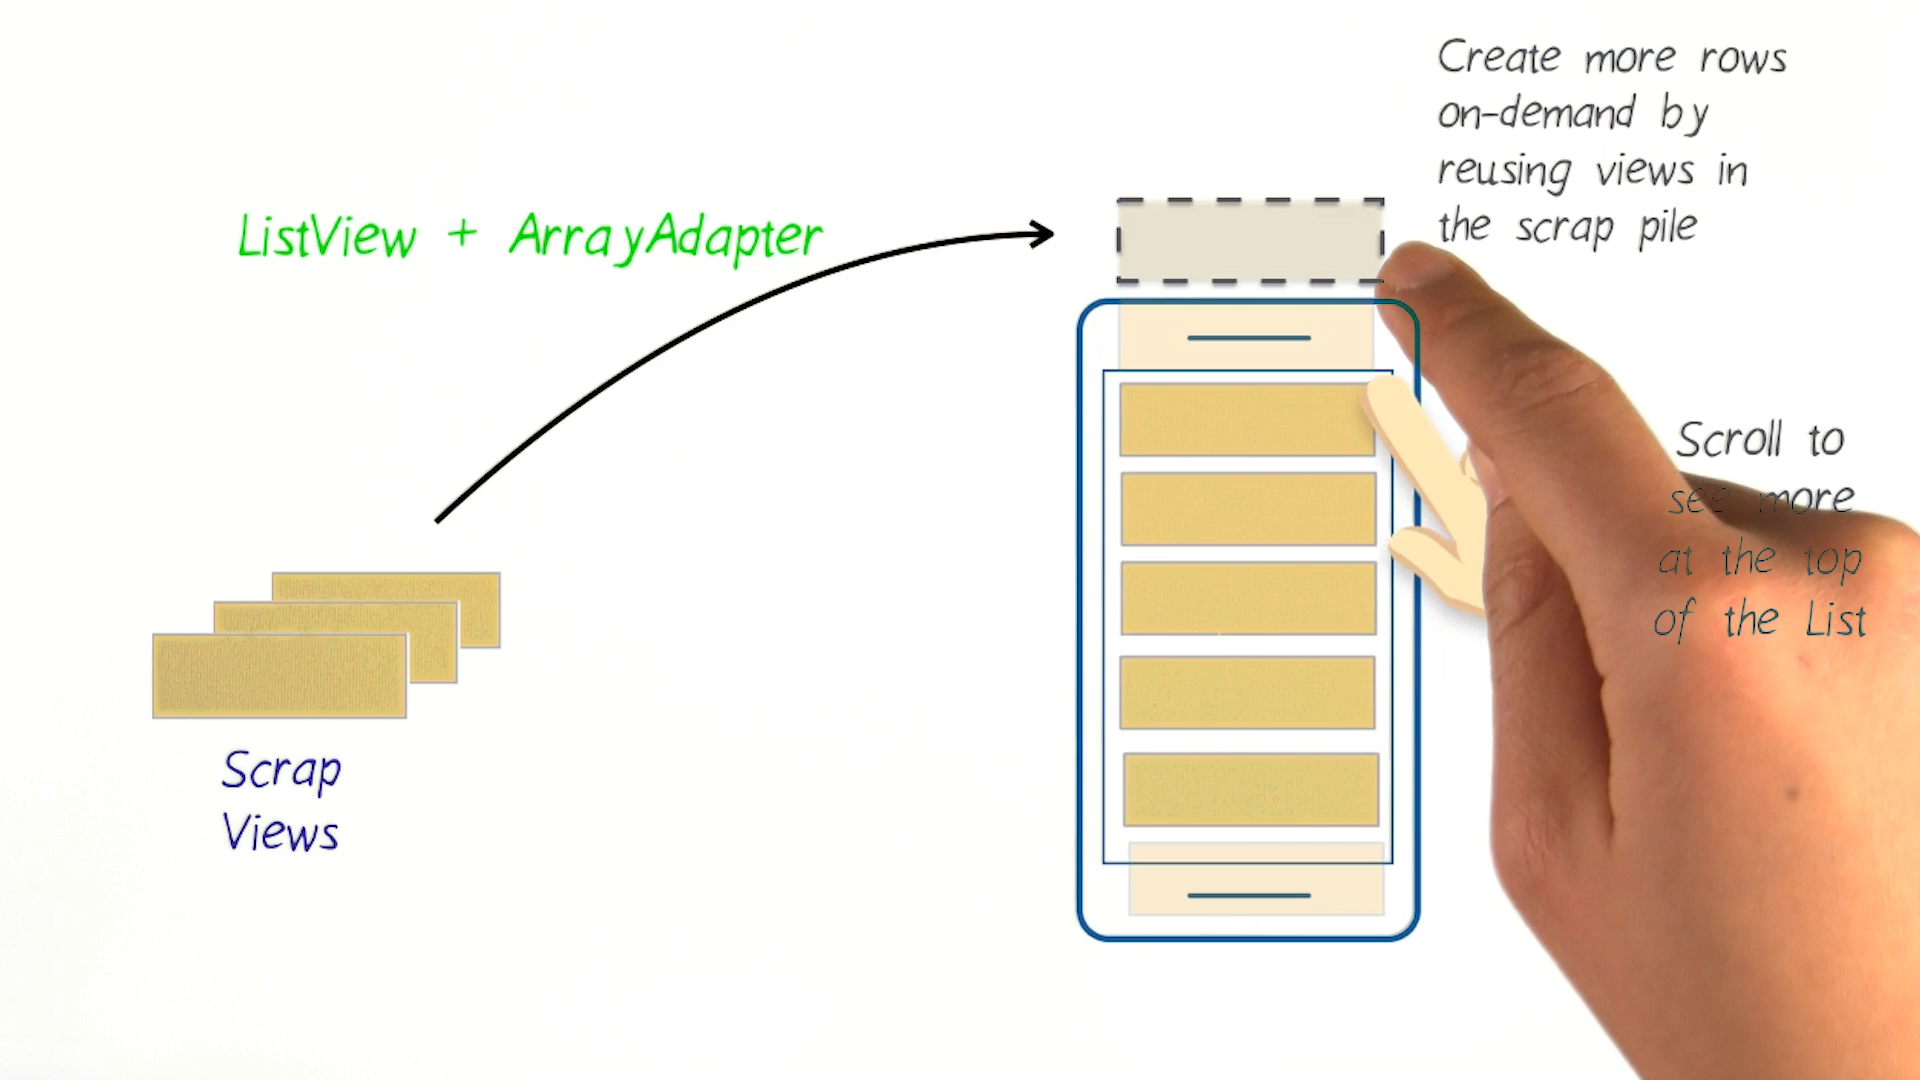 Create more rows
on-demand by
reusing views in
the scrap pile
ListView + ArrayAdapter
Scroll to
see more
at the top
of the List
Scrap
Views